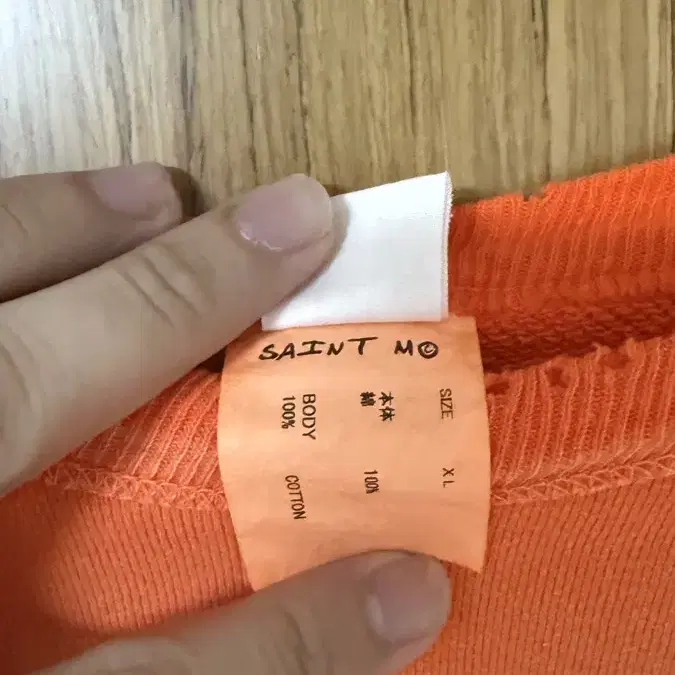 SAINT M©
SIZE XL
本体
綿 100%
BODY
100% COTTON